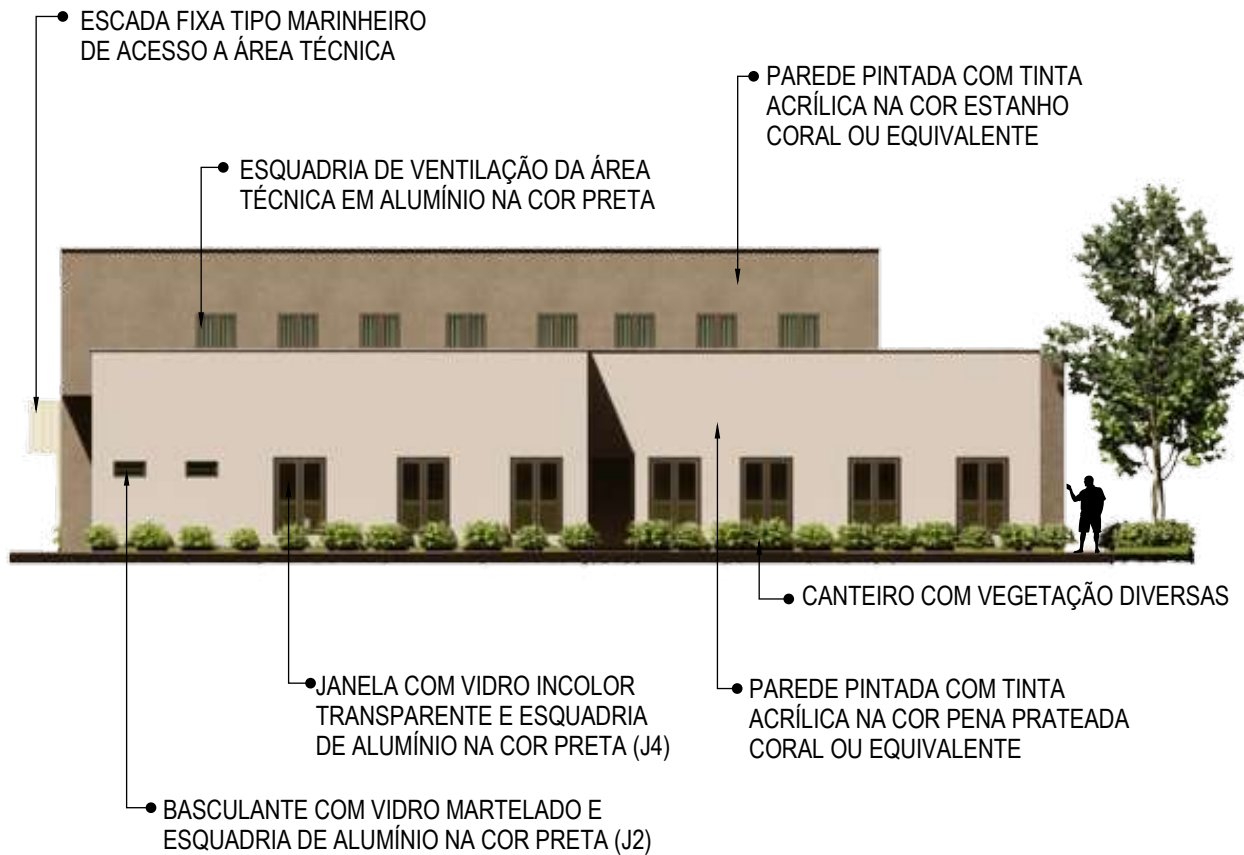 ESCADA FIXA TIPO MARINHEIRO
DE ACESSO A ÁREA TÉCNICA
PAREDE PINTADA COM TINTA
ACRÍLICA NA COR ESTANHO
CORAL OU EQUIVALENTE
ESQUADRIA DE VENTILAÇÃO DA ÁREA
TÉCNICA EM ALUMÍNIO NA COR PRETA
CANTEIRO COM VEGETAÇÃO DIVERSAS
JANELA COM VIDRO INCOLOR
TRANSPARENTE E ESQUADRIA
DE ALUMÍNIO NA COR PRETA (J4)
PAREDE PINTADA COM TINTA
ACRÍLICA NA COR PENA PRATEADA
CORAL OU EQUIVALENTE
BASCULANTE COM VIDRO MARTELADO E
ESQUADRIA DE ALUMÍNIO NA COR PRETA (J2)